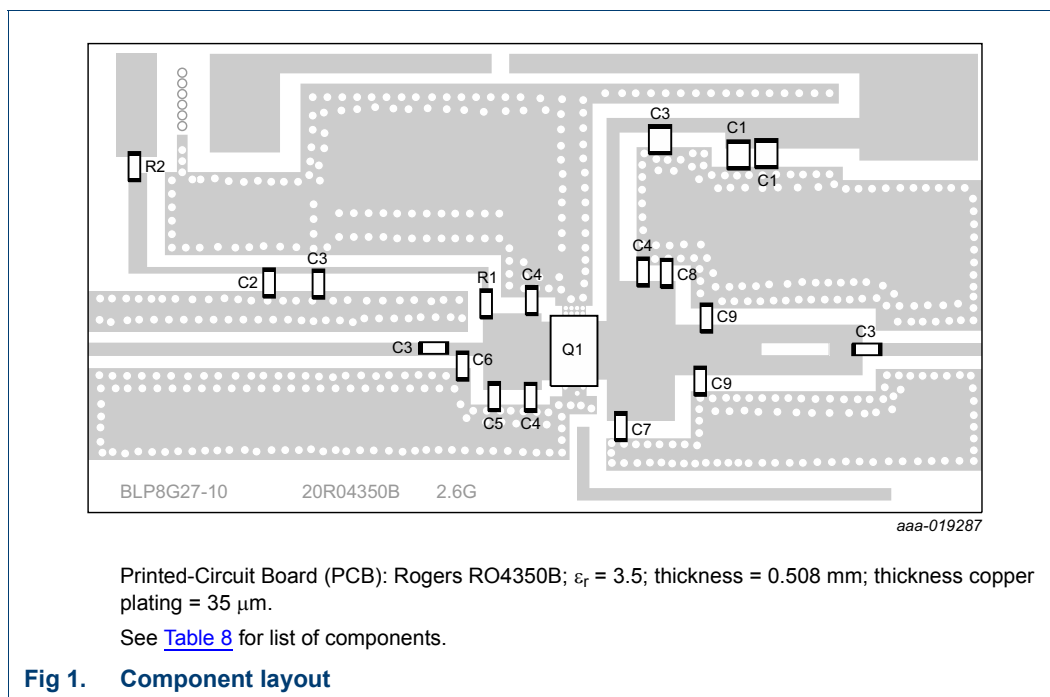 C3
C1
C1
R2
C4
C3
C2
R1
C4
C8
C9
C3
C6
Q1
C3
C9
C5
C4
C7
BLP8G27-10 20R04350B 2.6G
aaa-019287
Printed-Circuit Board (PCB): Rogers RO4350B; εr = 3.5; thickness = 0.508 mm; thickness copper
plating = 35 μm.
See Table 8 for list of components.
Fig 1. Component layout